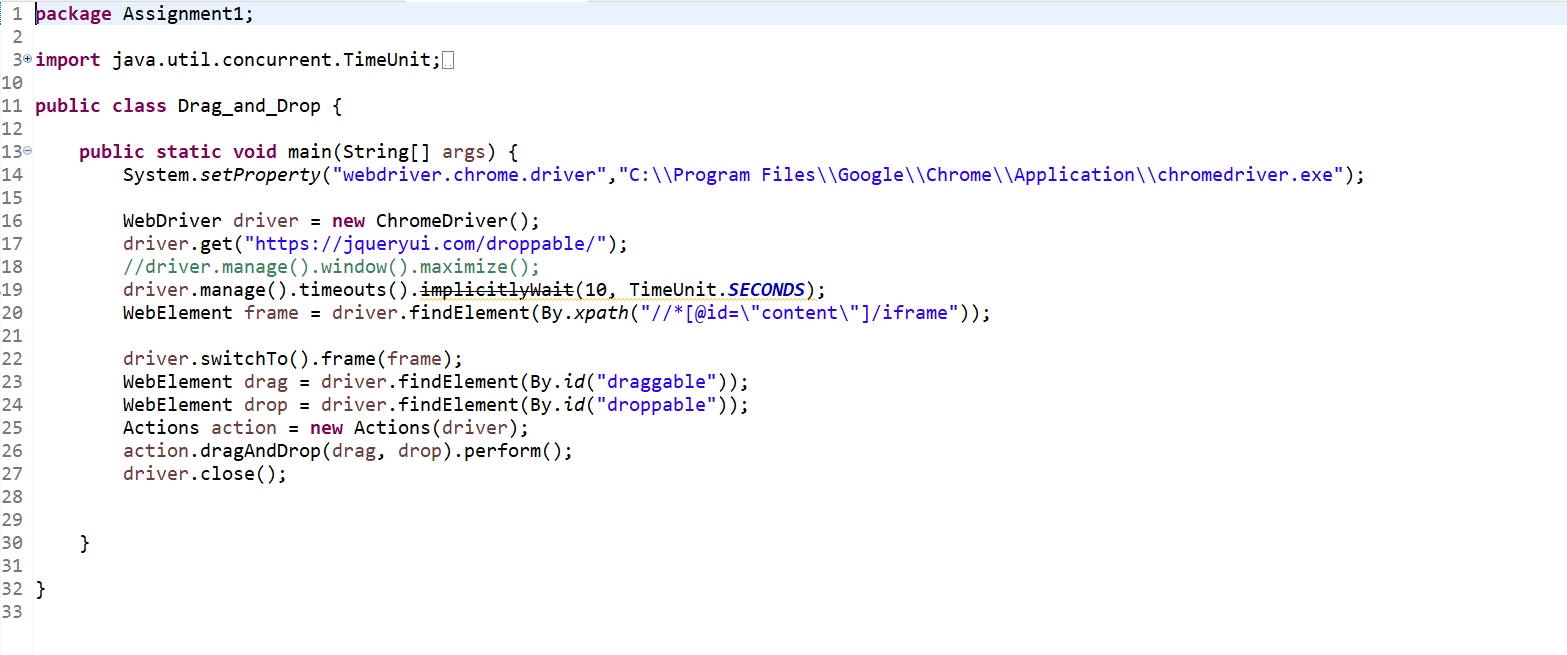 1 package Assignment1;
2
3 import java.util.concurrent.TimeUnit;
10
11 public class Drag_and_Drop {
12
13     public static void main(String[] args) {
14         System.setProperty("webdriver.chrome.driver","C:\\Program Files\\Google\\Chrome\\Application\\chromedriver.exe");
15
16         WebDriver driver = new ChromeDriver();
17         driver.get("https://jqueryui.com/droppable/");
18         //driver.manage().window().maximize();
19         driver.manage().timeouts().implicitlyWait(10, TimeUnit.SECONDS);
20         WebElement frame = driver.findElement(By.xpath("//*[@id=\"content\"]/iframe"));
21
22         driver.switchTo().frame(frame);
23         WebElement drag = driver.findElement(By.id("draggable"));
24         WebElement drop = driver.findElement(By.id("droppable"));
25         Actions action = new Actions(driver);
26         action.dragAndDrop(drag, drop).perform();
27         driver.close();
28
29
30     }
31
32 }
33